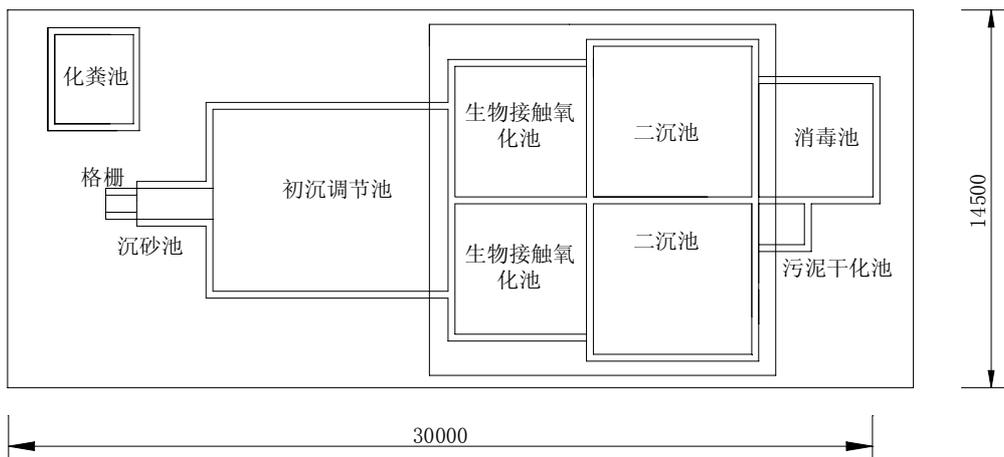 化粪池
生物接触氧
化池
二沉池
消毒池
格栅
初沉调节池
沉砂池
生物接触氧
化池
二沉池
污泥干化池
14500
30000